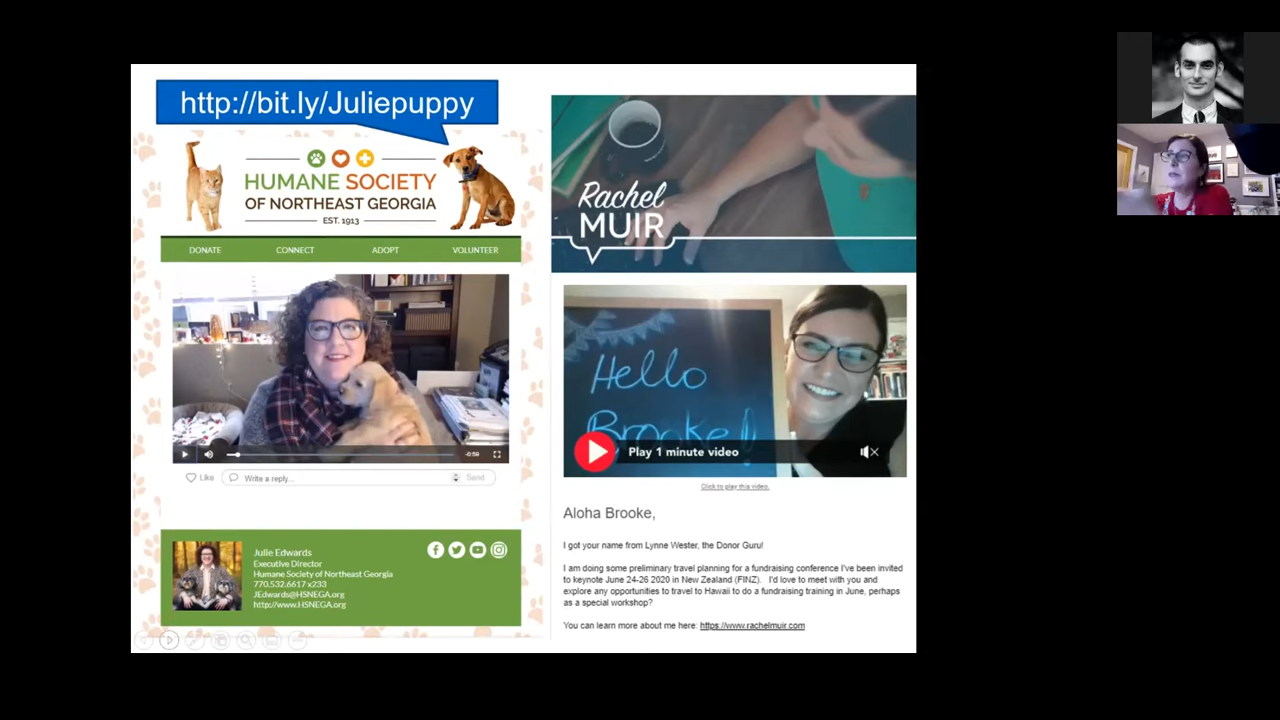 http://bit.ly/Juliepuppy
HUMANE SOCIETY
OF NORTHEAST GEORGIA
EST. 1913
DONATE CONNECT ADOPT VOLUNTEER
-0:59
Like
Write a reply...
Send
Julie Edwards
Executive Director
Humane Society of Northeast Georgia
770.532.6617 x233
JEdwards@HSNEGA.org
http://www.HSNEGA.org
Rachel
MUIR
Hello
Brooke!
Play 1 minute video
Click to play this video.
Aloha Brooke,
I got your name from Lynne Wester, the Donor Guru!
I am doing some preliminary travel planning for a fundraising conference I've been invited
to keynote June 24-26 2020 in New Zealand (FINZ). I'd love to meet with you and
explore any opportunities to travel to Hawaii to do a fundraising training in June, perhaps
as a special workshop?
You can learn more about me here: https://www.rachelmuir.com